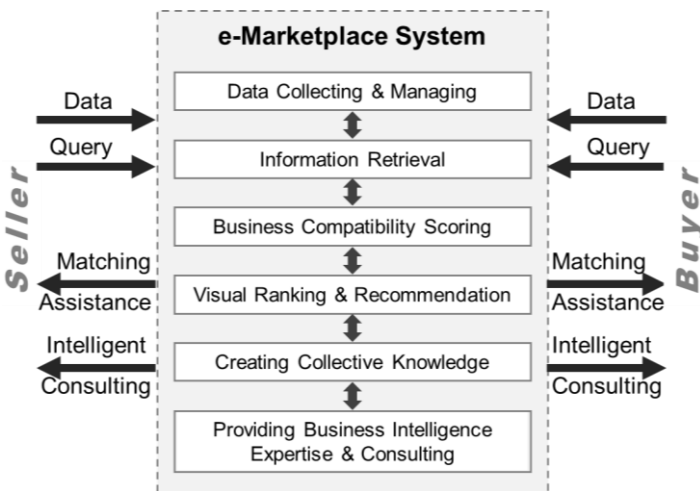 e-Marketplace System
Data Collecting & Managing
Information Retrieval
Business Compatibility Scoring
Visual Ranking & Recommendation
Creating Collective Knowledge
Providing Business Intelligence
Expertise & Consulting
Seller
Data
Query
Matching
Assistance
Intelligent
Consulting
Buyer
Data
Query
Matching
Assistance
Intelligent
Consulting